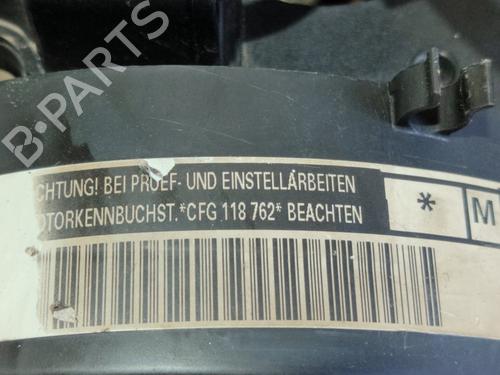 B-PARTS
CHTUNG! BEI PRUEF- UND EINSTELLARBEITEN
OTORKENNBUCHST.*CFG 118 762* BEACHTEN
*
M